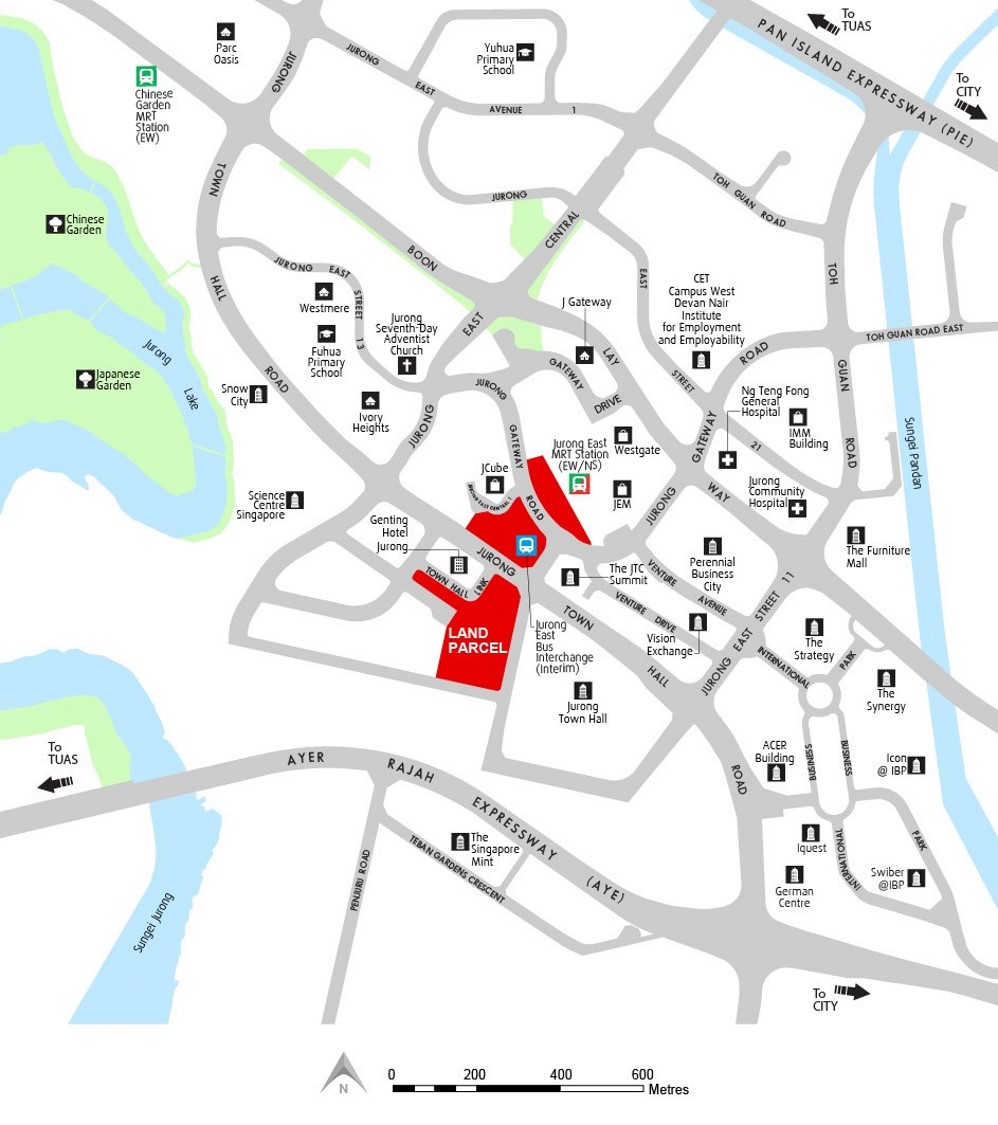 To
TUAS
PAN ISLAND EXPRESSWAY (PIE)
To
CITY
Parc
Oasis
Chinese
Garden
MRT
Station
(EW)
JURONG
TOWN
HALL
ROAD
JURONG
EAST
AVENUE 1
Yuhua
Primary
School
JURONG
EAST
STREET
21
TOH GUAN ROAD
TOH
GUAN
ROAD
TOH GUAN ROAD EAST
Chinese
Garden
Japanese
Garden
Jurong
Lake
BOON
LAY
WAY
JURONG
EAST
CENTRAL
JURONG EAST
STREET
13
Westmere
Fuhua
Primary
School
Jurong
Seventh-Day
Adventist
Church
Snow
City
Ivory
Heights
Science
Centre
Singapore
J Gateway
GATEWAY
DRIVE
CET
Campus West
Devan Nair
Institute
for Employment
and Employability
Ng Teng Fong
General
Hospital
IMM
Building
Jurong
Community
Hospital
Sungei Pandan
JURONG
GATEWAY
ROAD
JURONG
GATEWAY
ROAD
Jurong East
MRT Station
(EW/NS)
Westgate
JEM
JCube
JURONG EAST CENTRAL 1
Genting
Hotel
Jurong
TOWN HALL
LINK
LAND
PARCEL
JURONG
TOWN
HALL
ROAD
The JTC
Summit
Jurong
East
Bus
Interchange
(Interim)
Jurong
Town Hall
VENTURE
AVENUE
VENTURE DRIVE
Vision
Exchange
Perennial
Business
City
The Furniture
Mall
JURONG EAST STREET 11
INTERNATIONAL
BUSINESS
PARK
The
Strategy
The
Synergy
ACER
Building
Icon
@ IBP
BUSINESS
INTERNATIONAL
PARK
Iquest
German
Centre
Swiber
@IBP
To
TUAS
AYER
RAJAH
EXPRESSWAY
(AYE)
The
Singapore
Mint
TEBAN GARDENS CRESCENT
PENJURU ROAD
Sungei Jurong
To
CITY
N
0 200 400 600
Metres